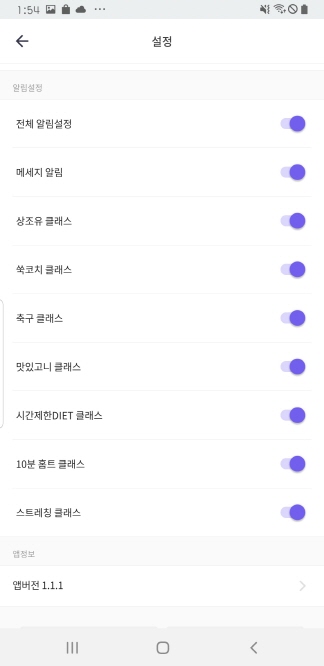 1:54
설정
알림설정
전체 알림설정
메세지 알림
상조유 클래스
쑥코치 클래스
축구 클래스
맛있고니 클래스
시간제한DIET 클래스
10분 홈트 클래스
스트레칭 클래스
앱정보
앱버전 1.1.1